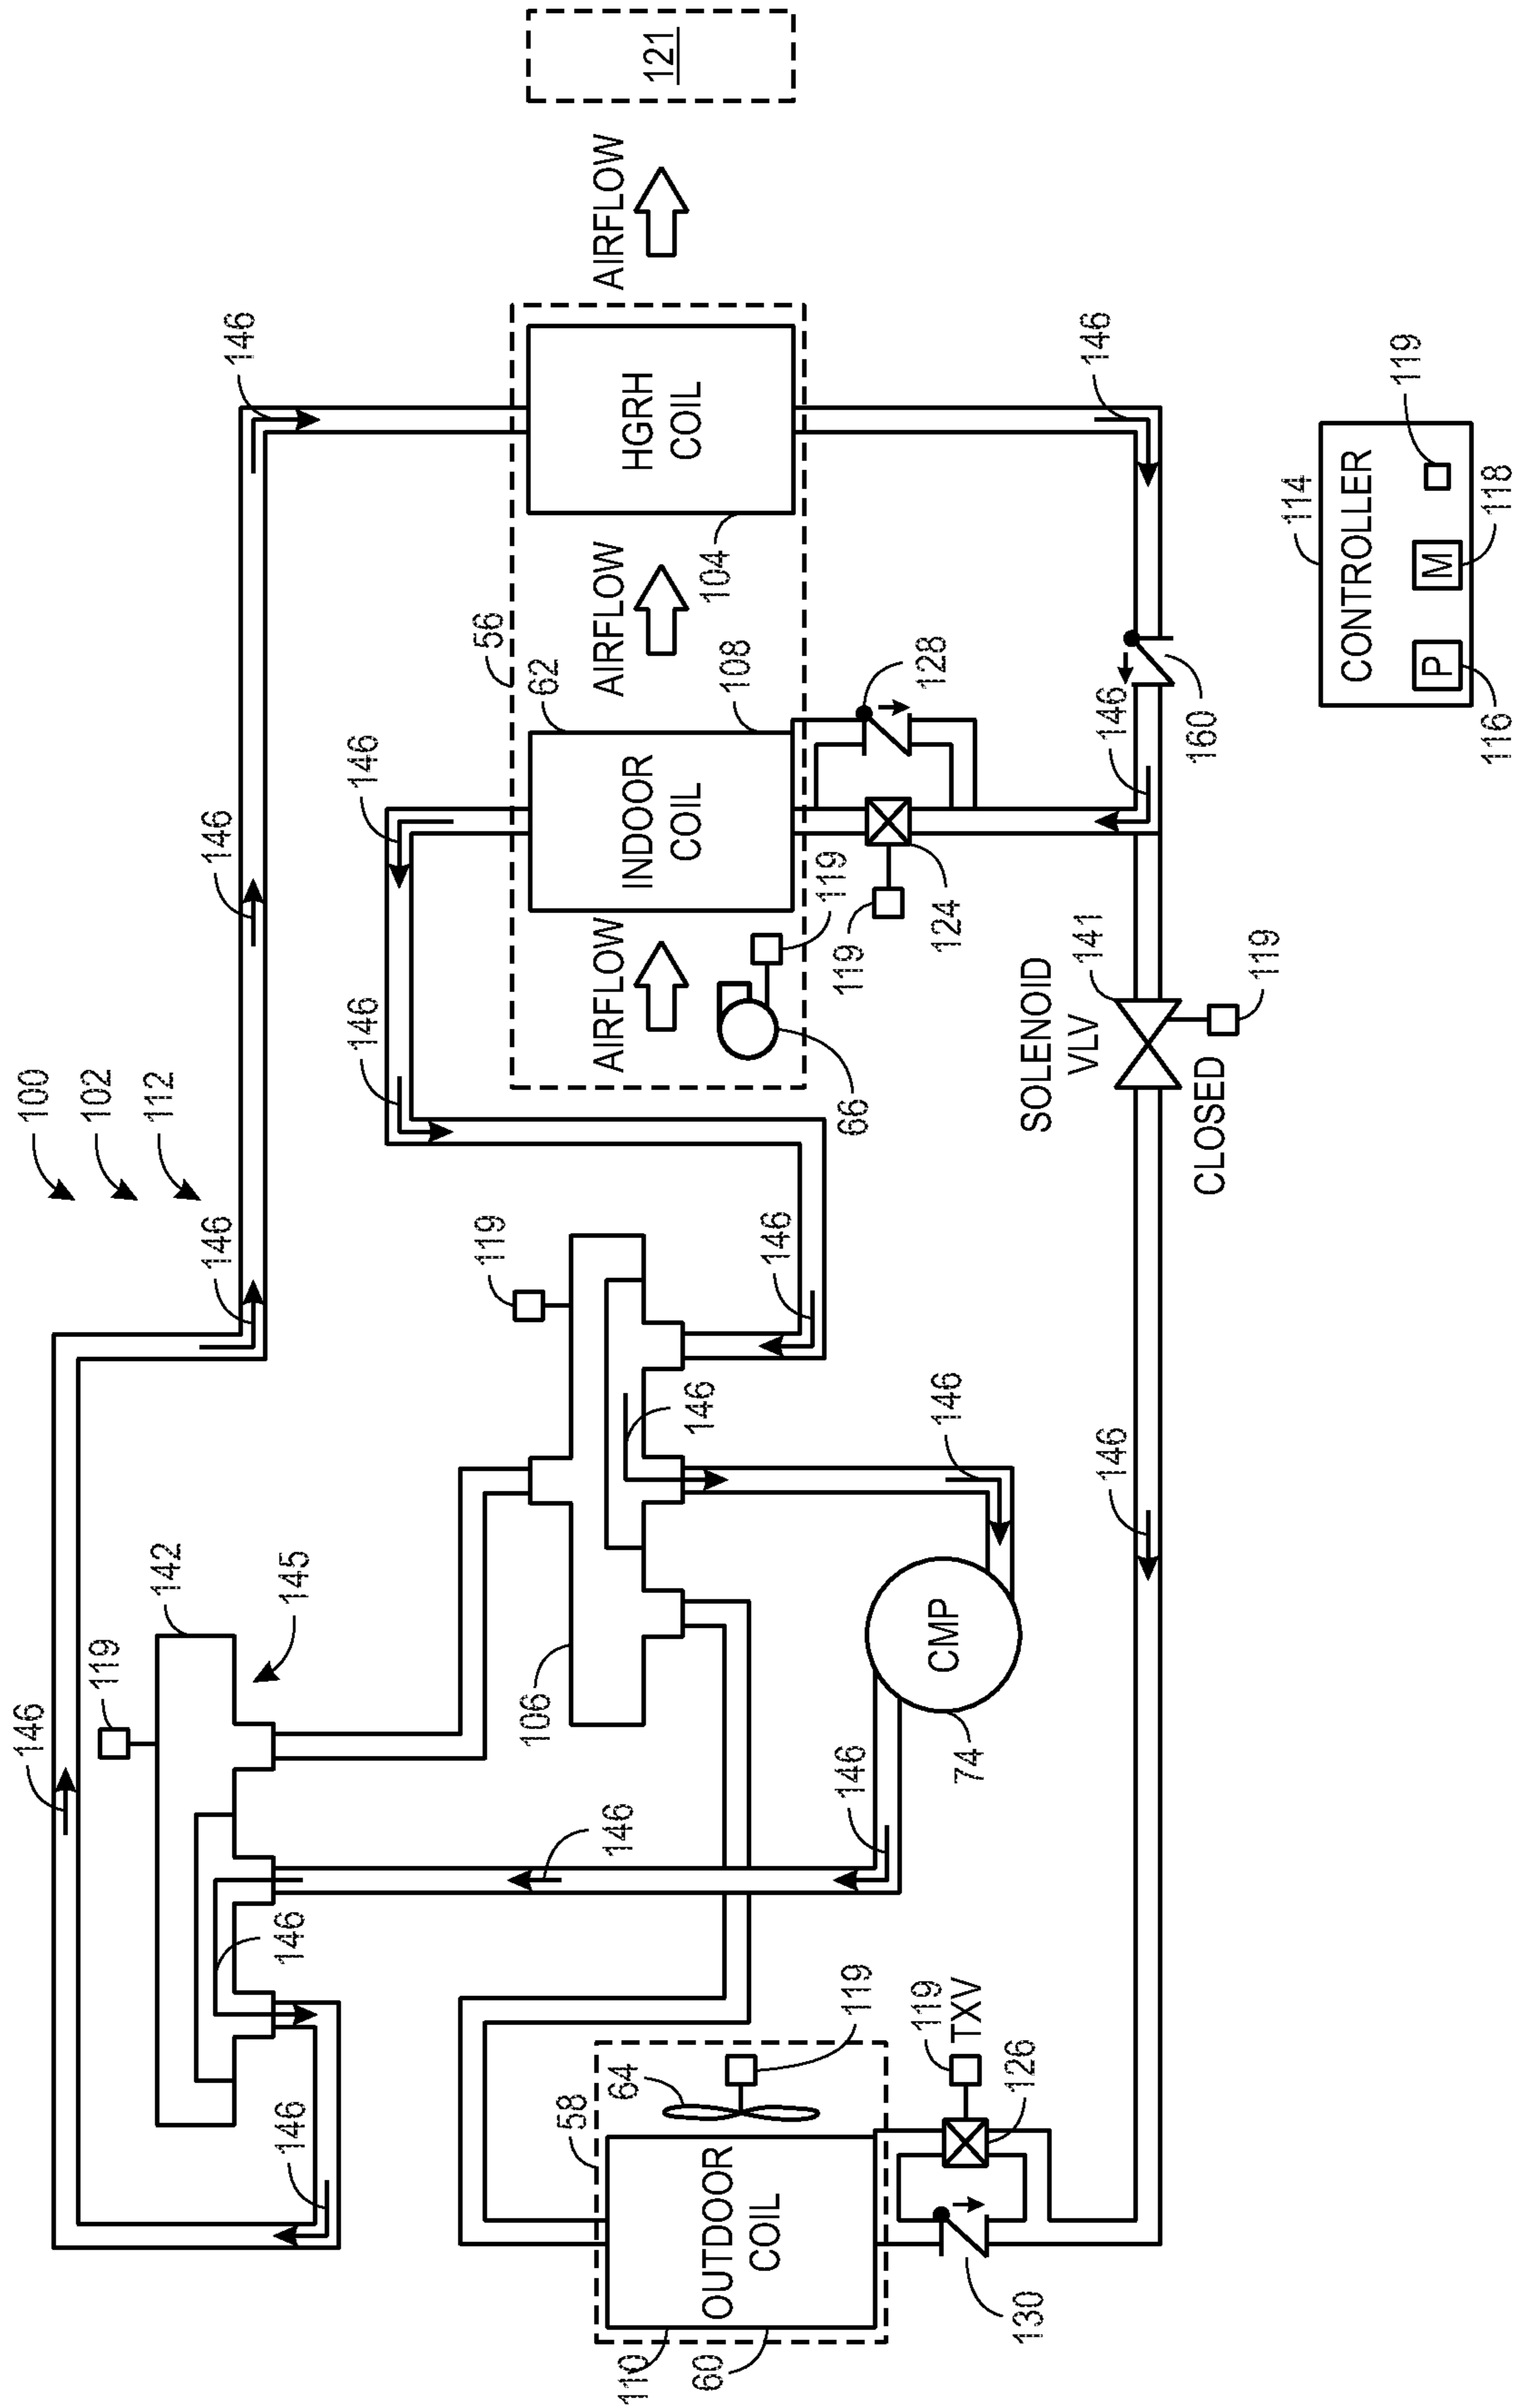 100
102
112
146
146
146
146
121
AIRFLOW
146
119
142
145
146
146
56
62
INDOOR
COIL
108
AIRFLOW
HGRH
COIL
104
AIRFLOW
AIRFLOW
66
119
119
124
128
146
146
119
106
146
146
146
146
146
146
74
CMP
146
58
64
119
OUTDOOR
COIL
110
60
119
TXV
126
130
146
SOLENOID
VLV
141
CLOSED
119
146
160
146
114
CONTROLLER
P
M
119
116
118